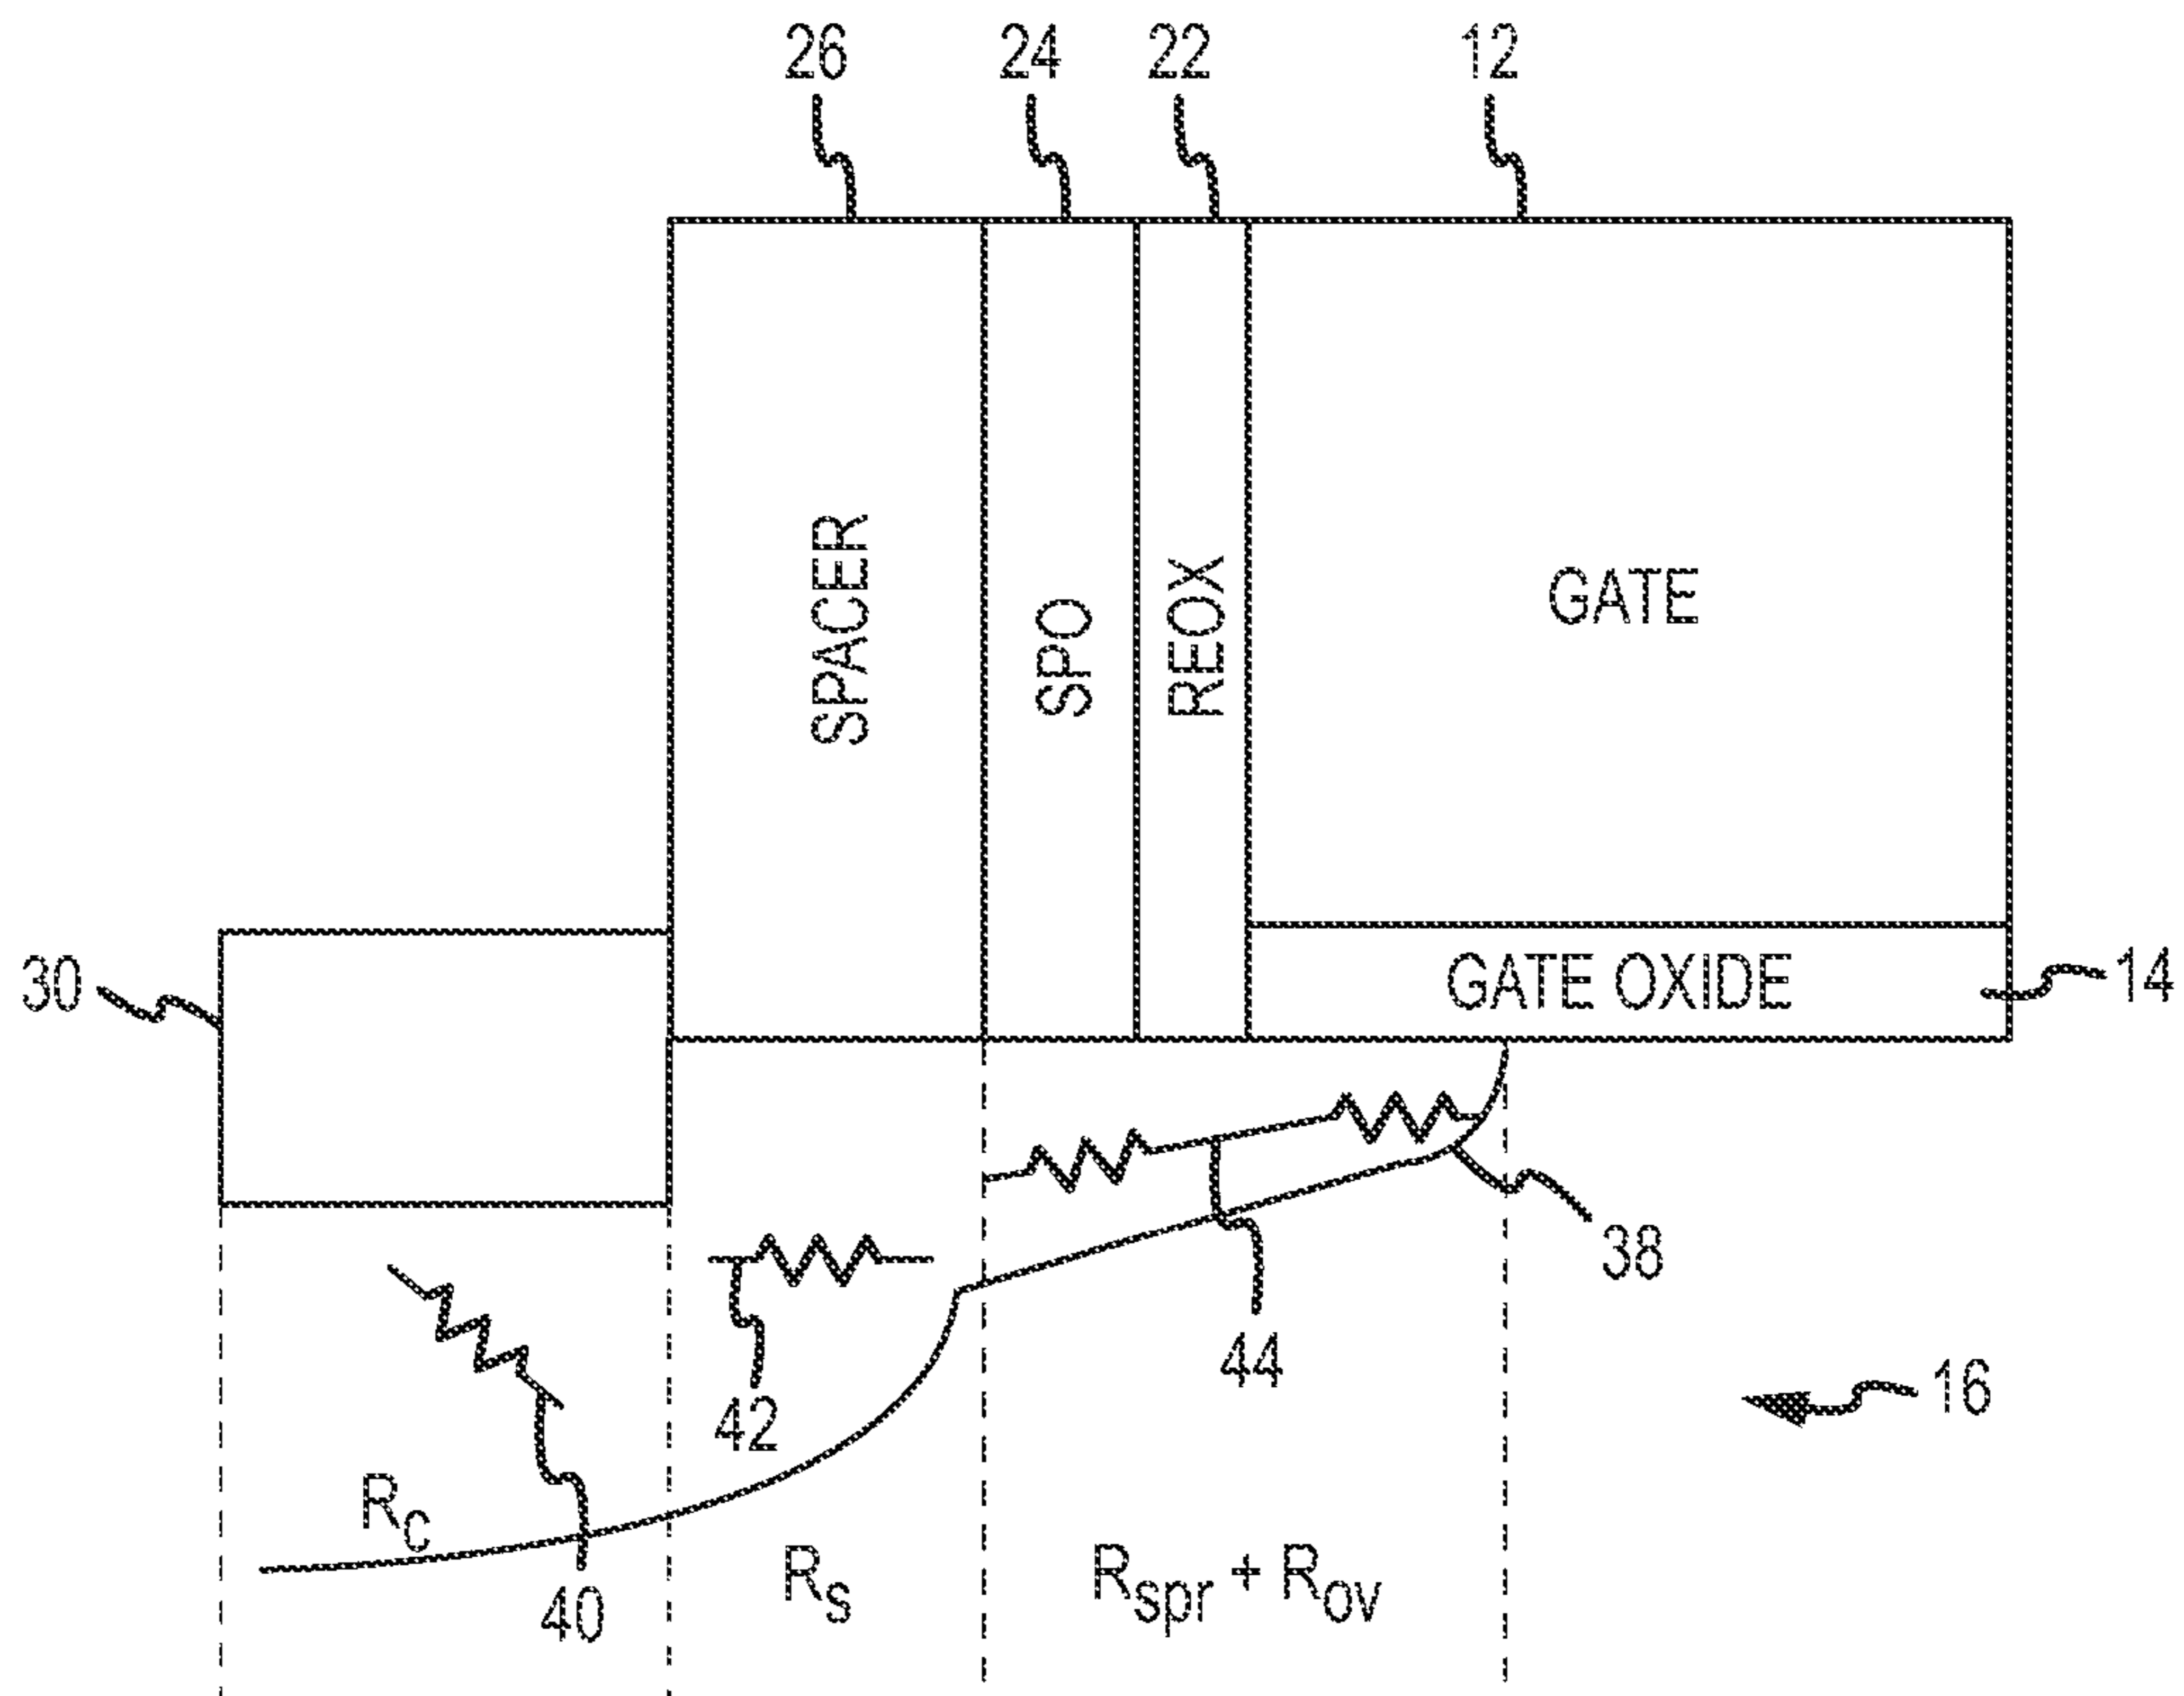 26 24 22 12
SPACER
SPO
REOX
GATE
GATE OXIDE
30
14
38
44
42
16
RC
RS
Rspr + ROV
40